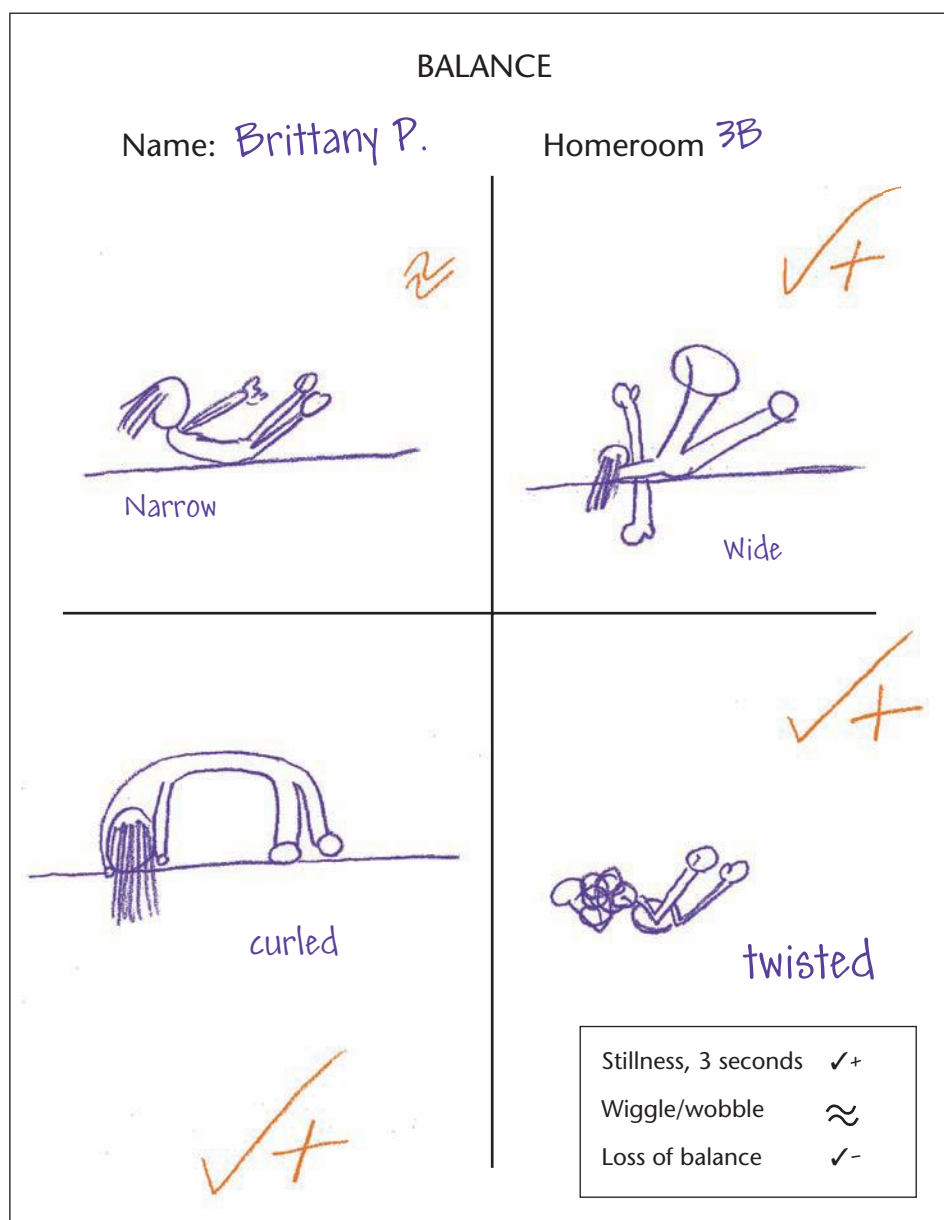 BALANCE
Name: Brittany P. Homeroom 3B
Narrow
Wide
curled
twisted
Stillness, 3 seconds ✓+
Wiggle/wobble ≈
Loss of balance ✓-